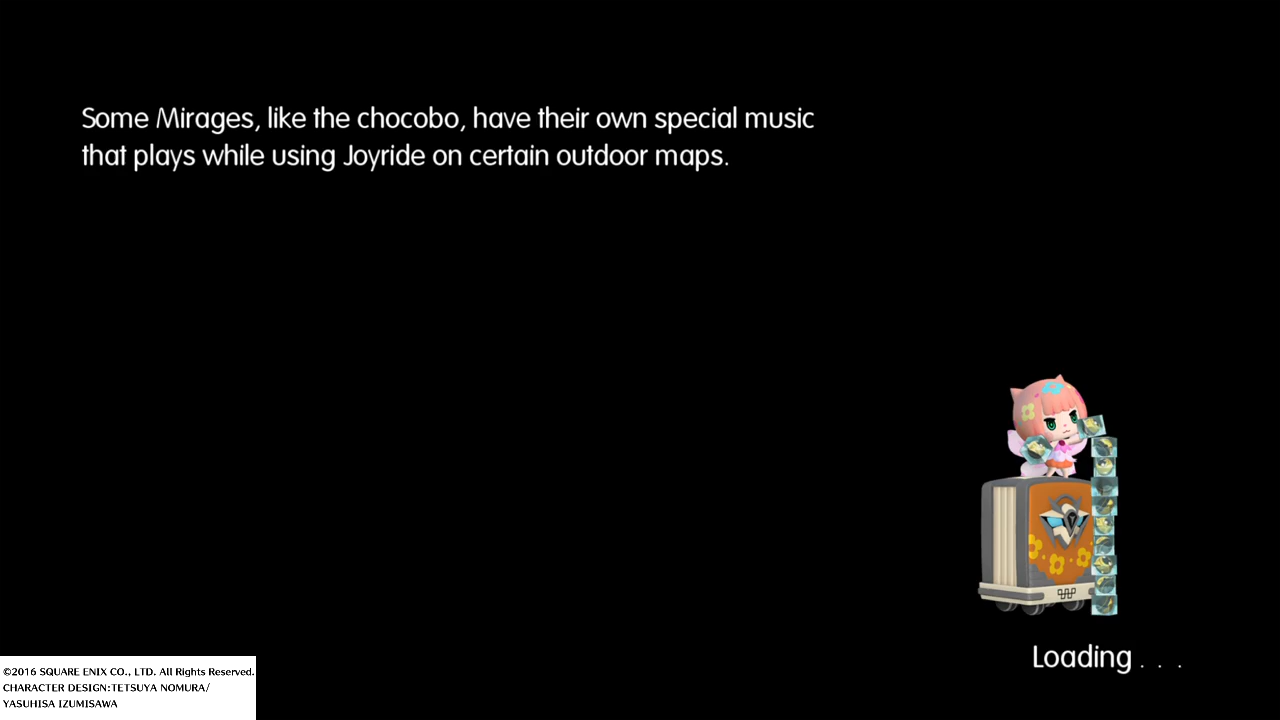 Some Mirages, like the chocobo, have their own special music
that plays while using Joyride on certain outdoor maps.
Loading . . .
©2016 SQUARE ENIX CO., LTD. All Rights Reserved.
CHARACTER DESIGN:TETSUYA NOMURA/
YASUHISA IZUMISAWA